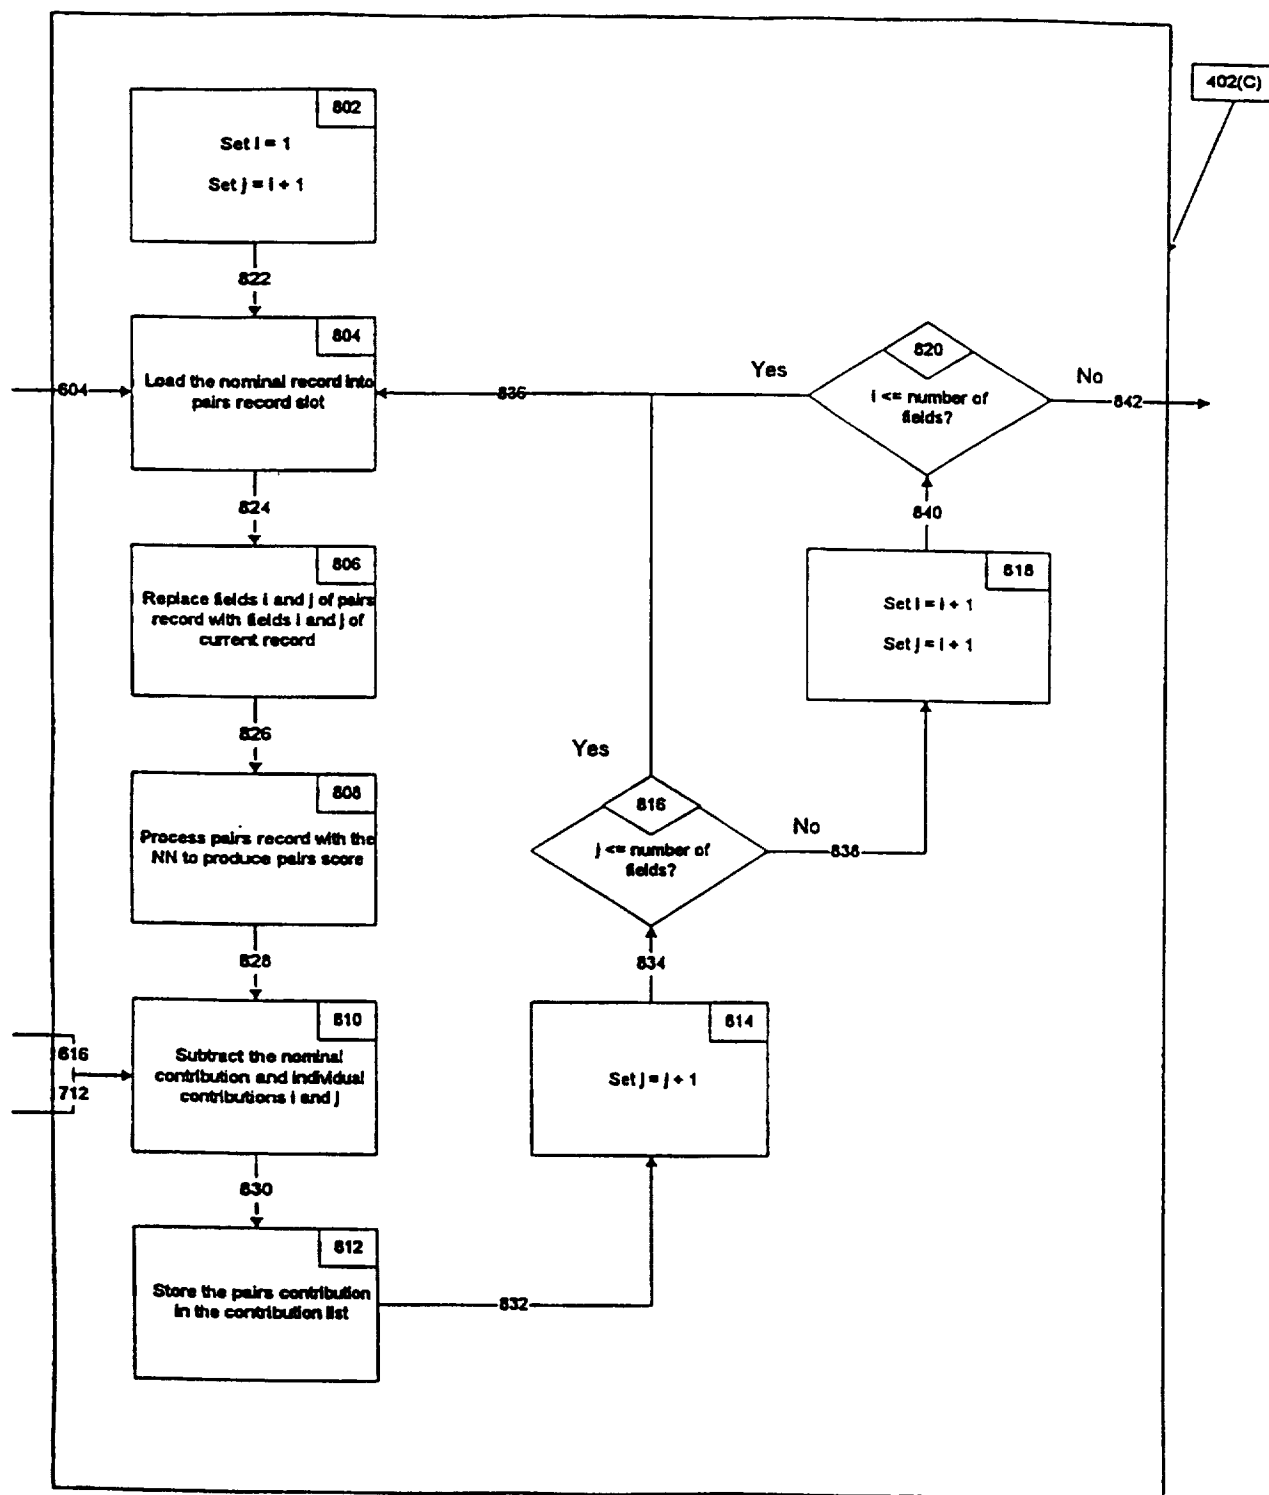 402(C)
802
Set i = 1
Set j = i + 1
822
804
Load the nominal record into
pairs record slot
604
836
Yes
820
i <= number of
fields?
No
842
824
840
806
Replace fields i and j of pairs
record with fields i and j of
current record
818
Set i = i + 1
Set j = i + 1
826
Yes
808
Process pairs record with the
NN to produce pairs score
816
j <= number of
fields?
No
838
828
834
810
Subtract the nominal
contribution and individual
contributions i and j
616
712
814
Set j = j + 1
830
812
Store the pairs contribution
in the contribution list
832